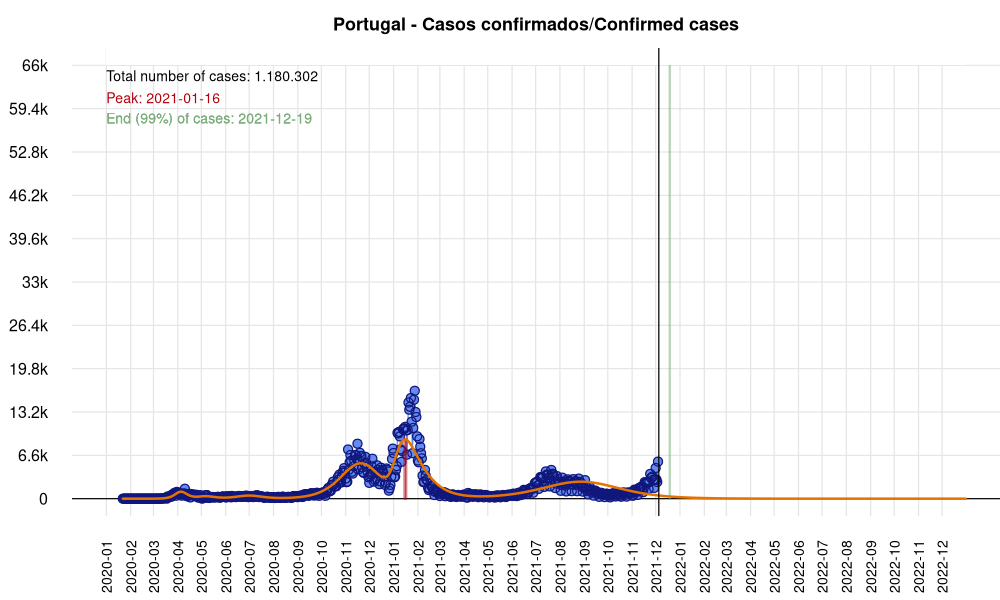 Portugal - Casos confirmados/Confirmed cases
66k
Total number of cases: 1.180.302
Peak: 2021-01-16
59.4k
End (99%) of cases: 2021-12-19
52.8k
46.2k
39.6k
33k
26.4k
19.8k
13.2k
6.6k
0
2020-01
2020-02
2020-03
2020-04
2020-05
2020-06
2020-07
2020-08
2020-09
2020-10
2020-11
2020-12
2021-01
2021-03
2021-04
2021-05
2021-06
2021-07
2021-08
2021-09
2021-10
2021-11
2021-12
2022-01
2022-02
2022-03
2022-04
2022-05
2022-06
2022-07
2022-08
2022-09
2022-10
2022-11
2022-12